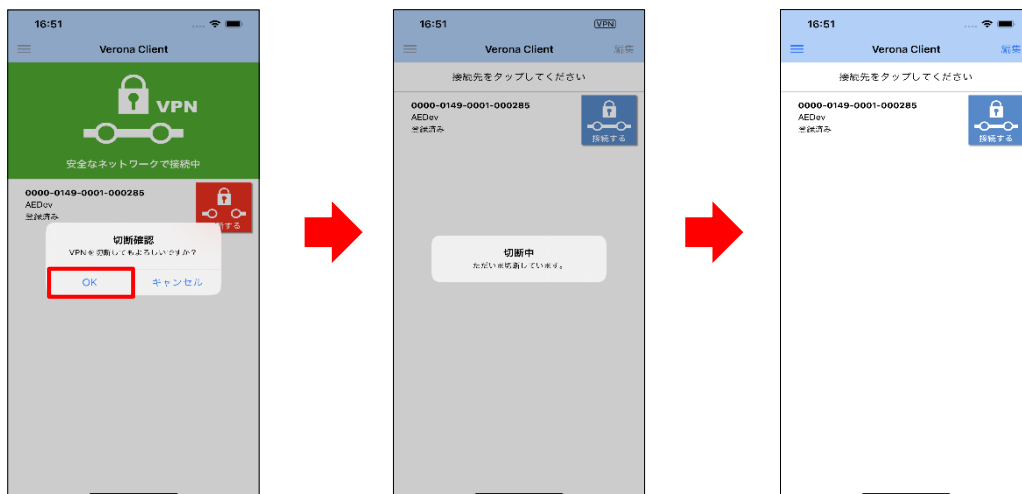 16:51
Verona Client
VPN
安全なネットワークで接続中
0000-0149-0001-000285
AEDev
登録済み
切断する
切断確認
VPNを切断してもよろしいですか？
OK
キャンセル
16:51
VPN
Verona Client
編集
接続先をタップしてください
0000-0149-0001-000285
AEDev
登録済み
接続する
切断中
ただいま切断しています。
16:51
Verona Client
編集
接続先をタップしてください
0000-0149-0001-000285
AEDev
登録済み
接続する